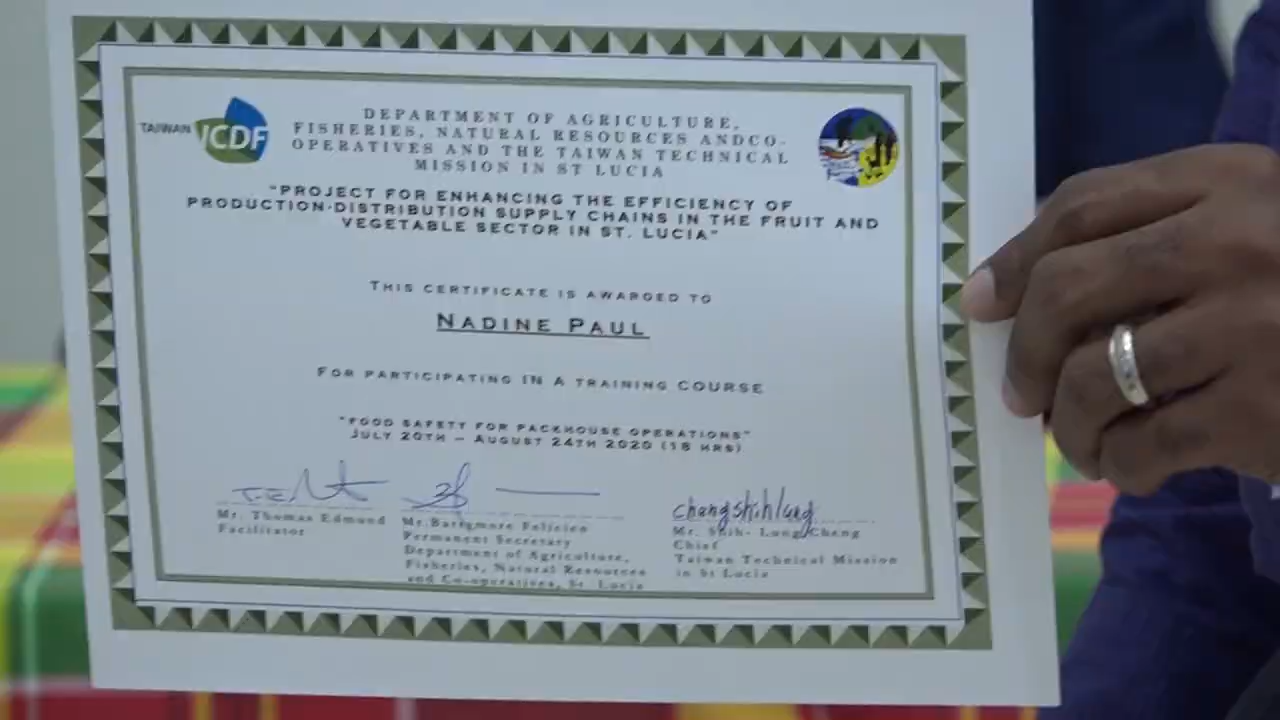 TAIWAN ICDF
DEPARTMENT OF AGRICULTURE,
FISHERIES, NATURAL RESOURCES ANDCO-
OPERATIVES AND THE TAIWAN TECHNICAL
MISSION IN ST LUCIA
"PROJECT FOR ENHANCING THE EFFICIENCY OF
PRODUCTION-DISTRIBUTION SUPPLY CHAINS IN THE FRUIT AND
VEGETABLE SECTOR IN ST. LUCIA"
THIS CERTIFICATE IS AWARDED TO
NADINE PAUL
FOR PARTICIPATING IN A TRAINING COURSE
"FOOD SAFETY FOR PACKHOUSE OPERATIONS"
JULY 20TH – AUGUST 24TH 2020 (18 HRS)
Mr. Thomas Edmund
Facilitator
Mr. Barrymore Felicien
Permanent Secretary
Department of Agriculture,
Fisheries, Natural Resources
and Co-operatives, St. Lucia
chengshihlung
Mr. Shih- Lung Cheng
Chief
Taiwan Technical Mission
in St Lucia